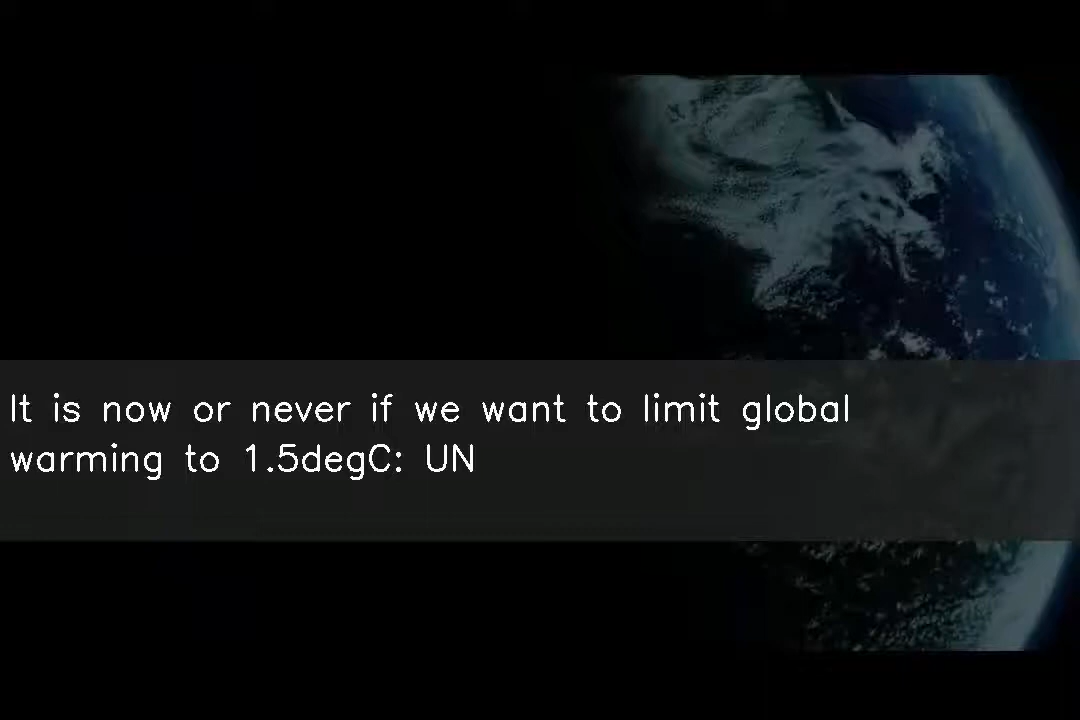 It is now or never if we want to limit global
warming to 1.5degC: UN